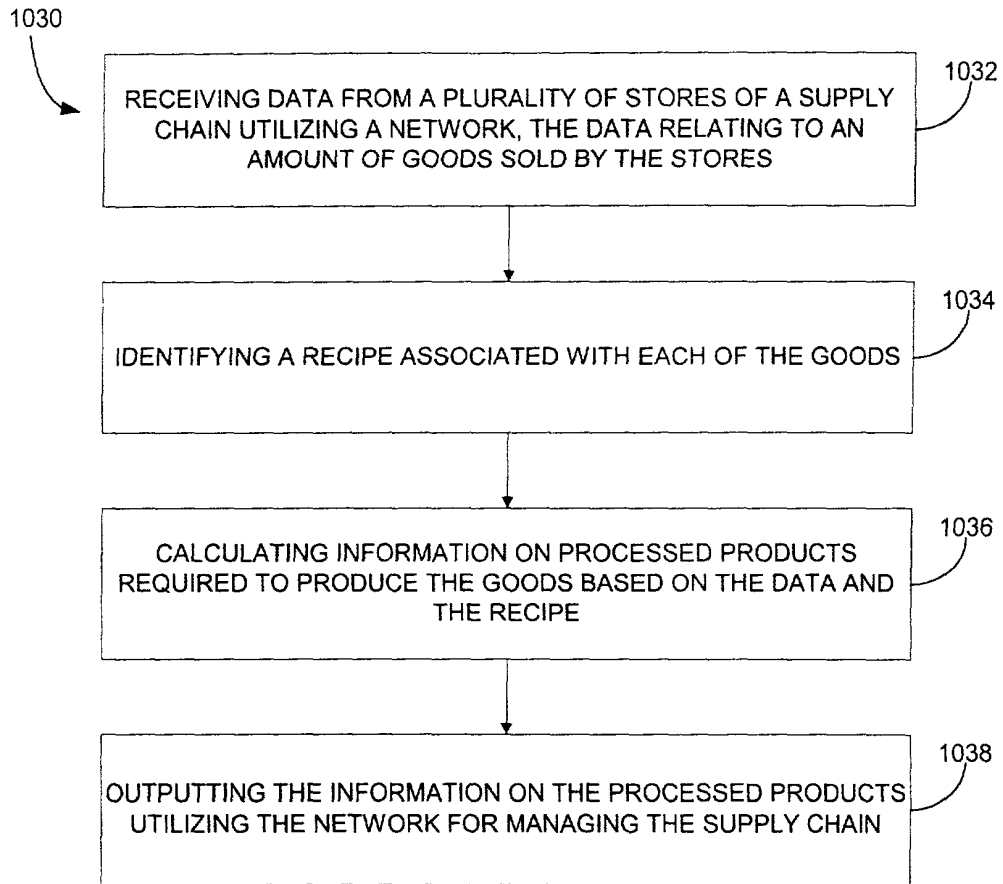 1030
1032
RECEIVING DATA FROM A PLURALITY OF STORES OF A SUPPLY
CHAIN UTILIZING A NETWORK, THE DATA RELATING TO AN
AMOUNT OF GOODS SOLD BY THE STORES
1034
IDENTIFYING A RECIPE ASSOCIATED WITH EACH OF THE GOODS
1036
CALCULATING INFORMATION ON PROCESSED PRODUCTS
REQUIRED TO PRODUCE THE GOODS BASED ON THE DATA AND
THE RECIPE
1038
OUTPUTTING THE INFORMATION ON THE PROCESSED PRODUCTS
UTILIZING THE NETWORK FOR MANAGING THE SUPPLY CHAIN